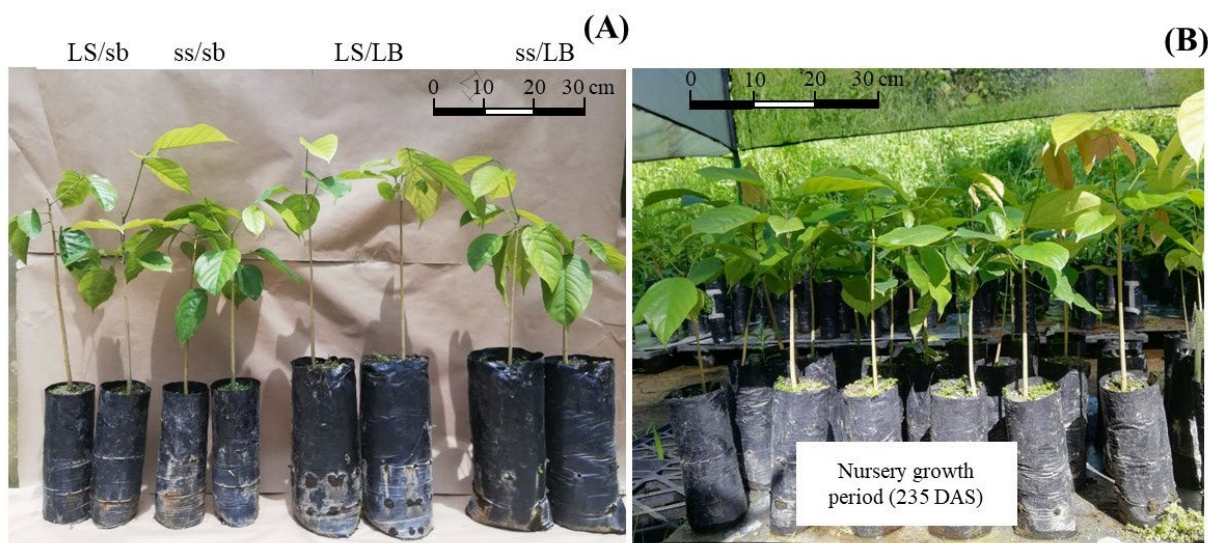 (A)
LS/sb ss/sb LS/LB ss/LB
0 10 20 30 cm
(B)
0 10 20 30 cm
Nursery growth
period (235 DAS)